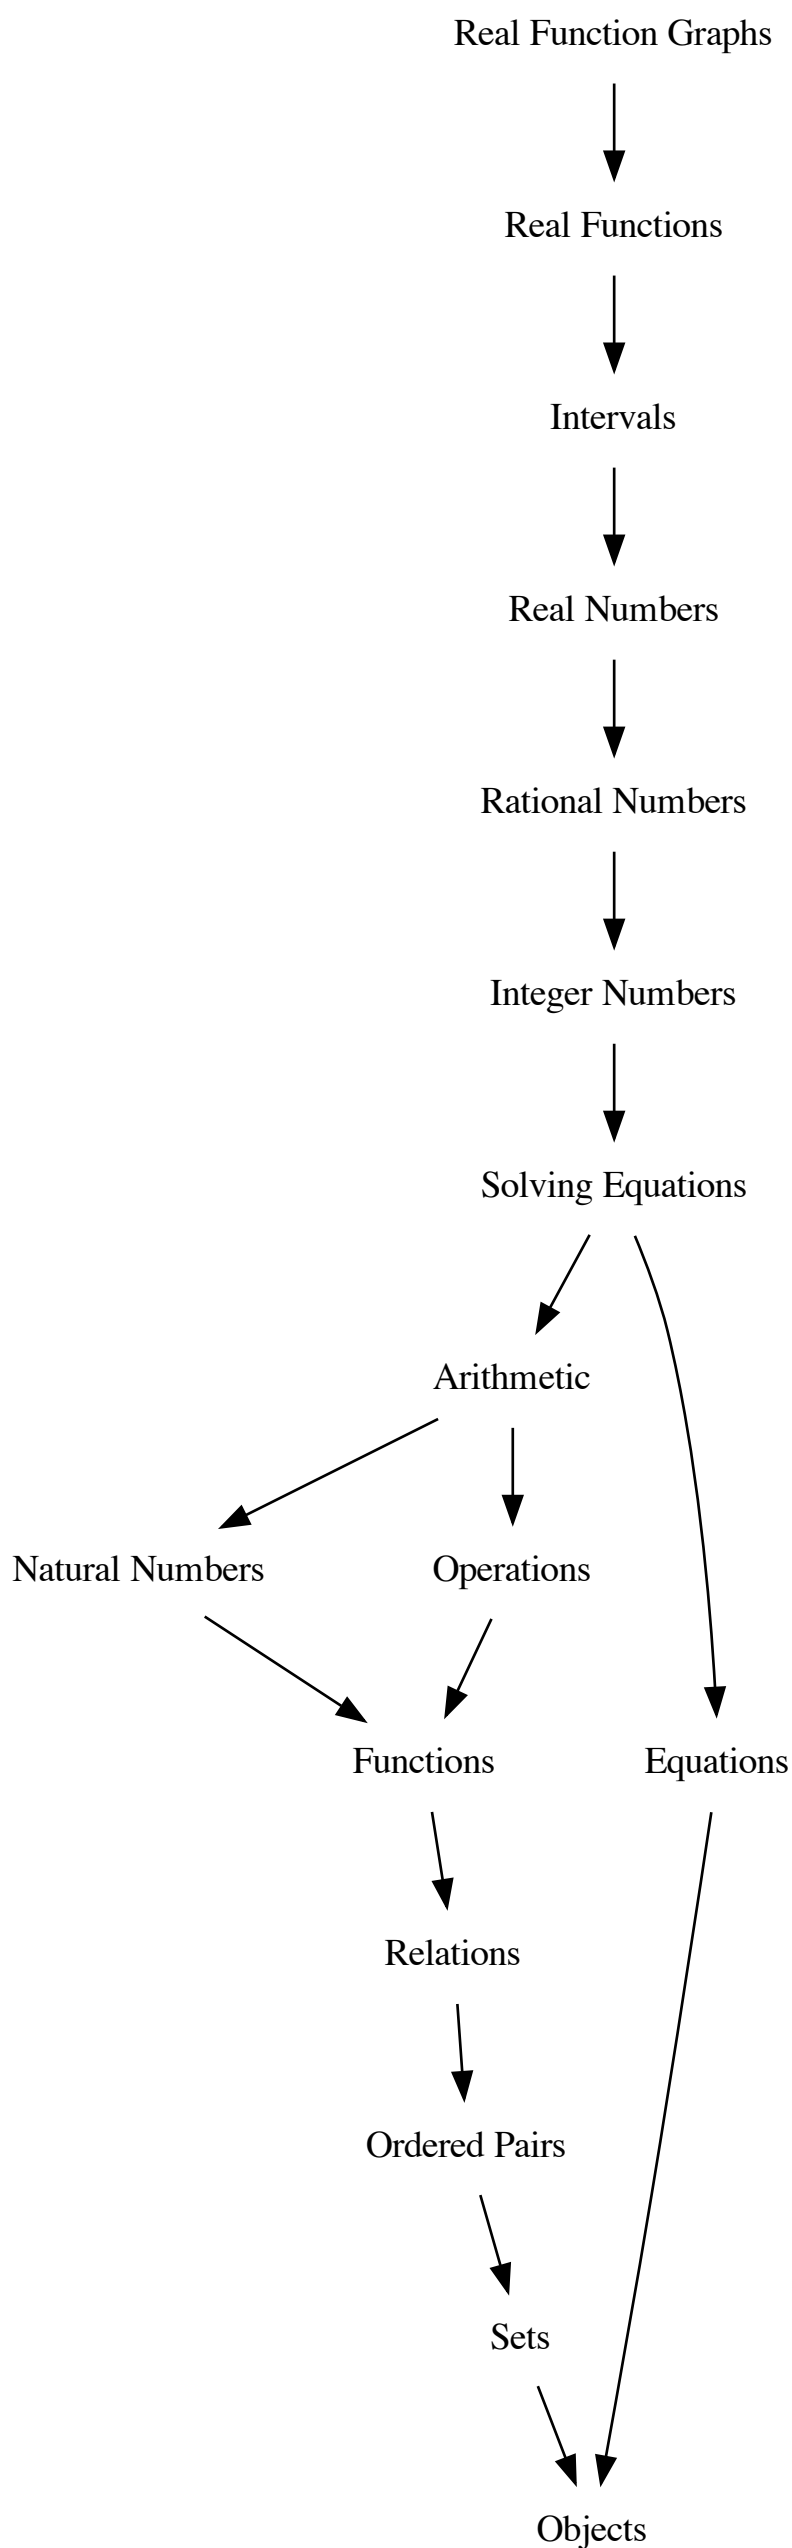 Real Function Graphs
Real Functions
Intervals
Real Numbers
Rational Numbers
Integer Numbers
Solving Equations
Arithmetic
Natural Numbers
Operations
Functions
Equations
Relations
Ordered Pairs
Sets
Objects